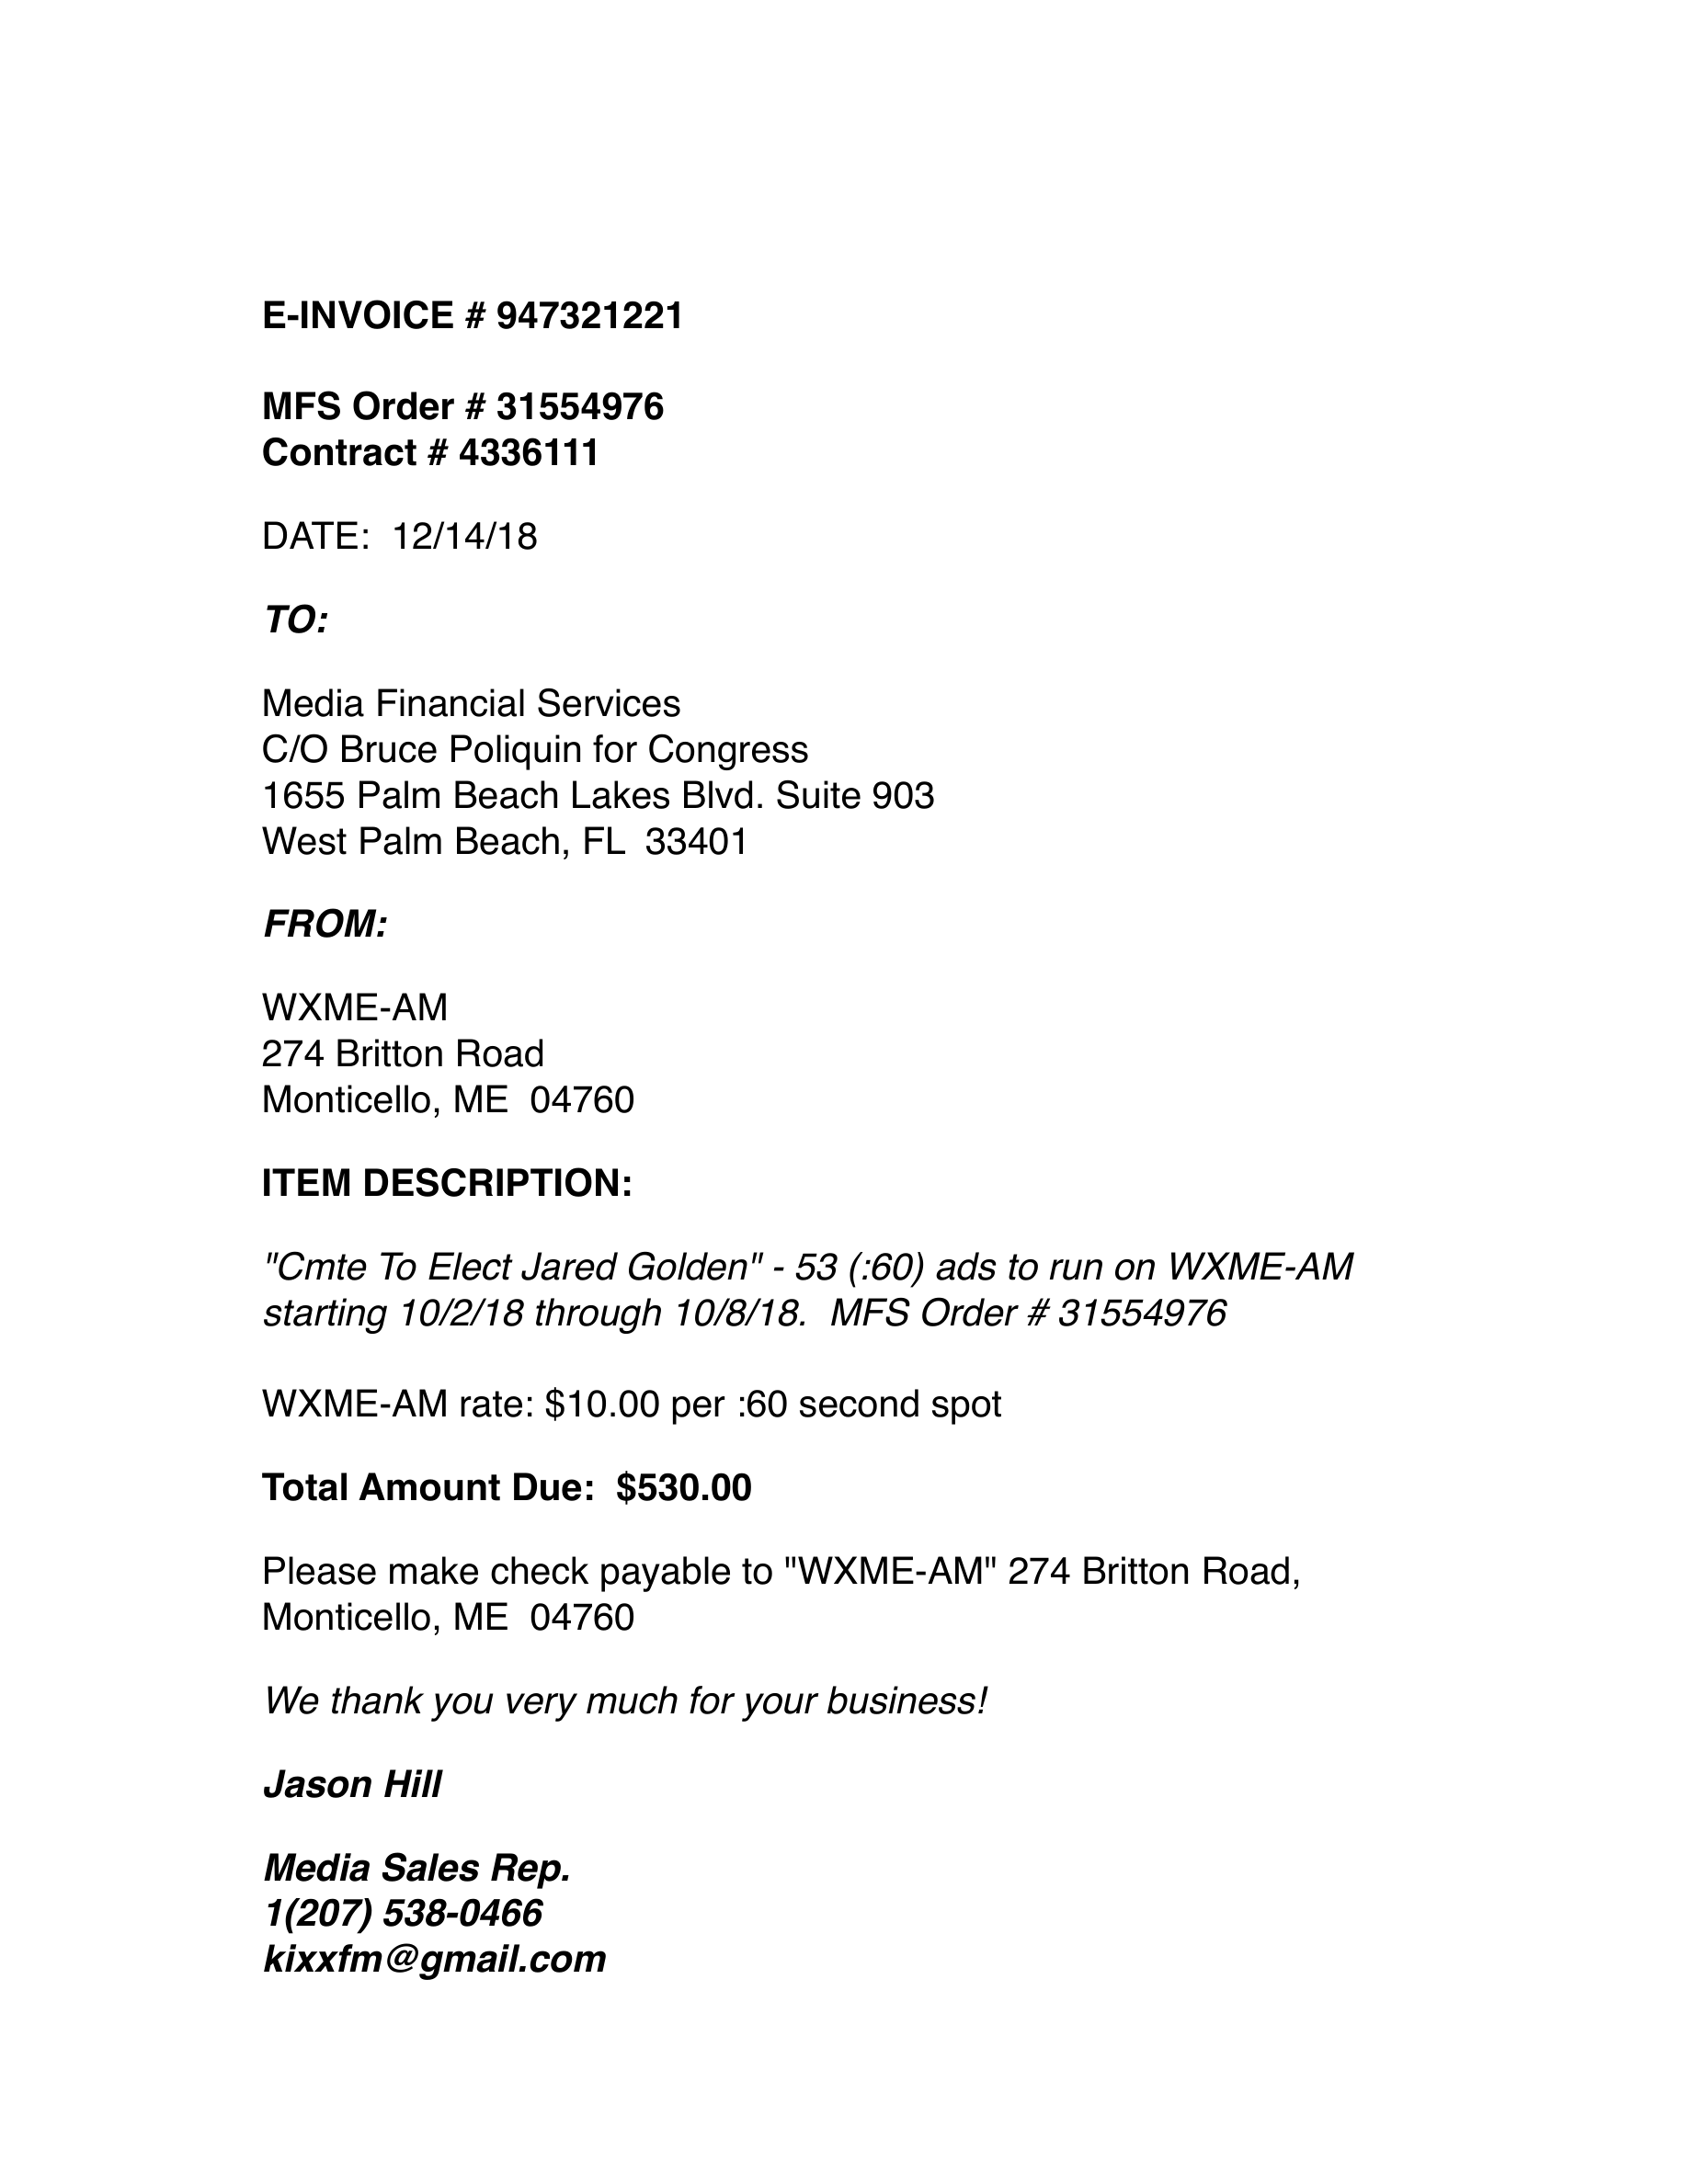 E-INVOICE # 947321221
MFS Order # 31554976
Contract # 4336111
DATE:  12/14/18
TO:
Media Financial Services
C/O Bruce Poliquin for Congress
1655 Palm Beach Lakes Blvd. Suite 903
West Palm Beach, FL  33401
FROM:
WXME-AM
274 Britton Road
Monticello, ME  04760
ITEM DESCRIPTION:
"Cmte To Elect Jared Golden" - 53 (:60) ads to run on WXME-AM
starting 10/2/18 through 10/8/18.  MFS Order # 31554976
WXME-AM rate: $10.00 per :60 second spot
Total Amount Due:  $530.00
Please make check payable to "WXME-AM" 274 Britton Road,
Monticello, ME  04760
We thank you very much for your business!
Jason Hill
Media Sales Rep.
1(207) 538-0466
kixxfm@gmail.com